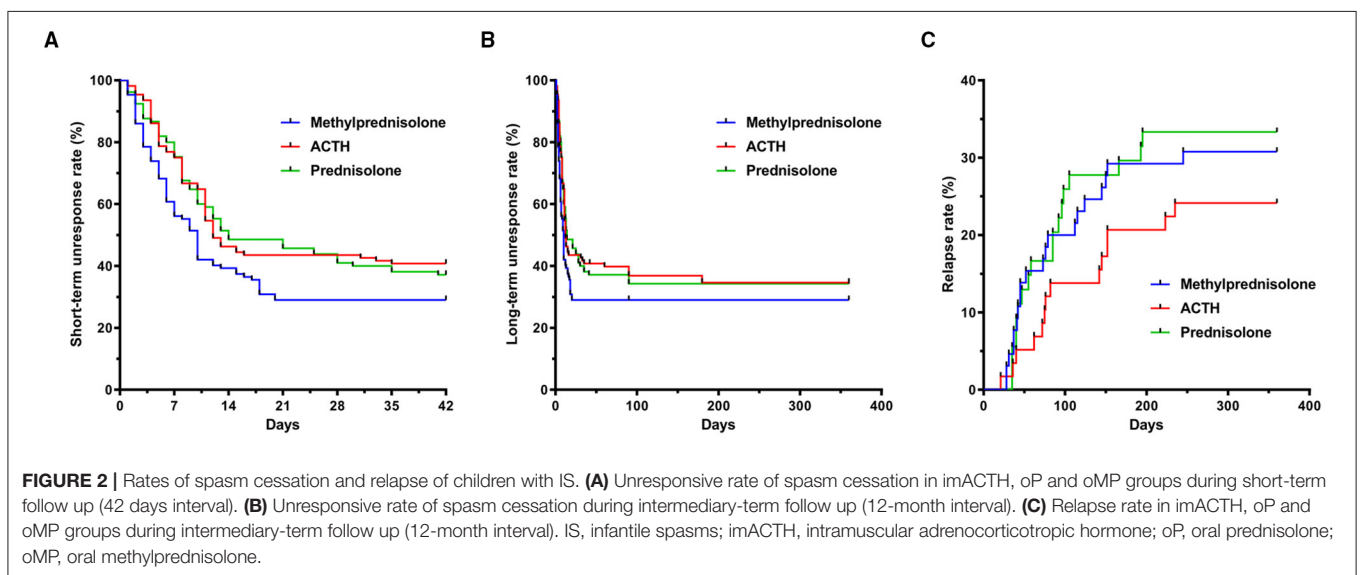 A
B
C
Short-term unresponse rate (%)
100
80
60
40
20
0
0 7 14 21 28 35 42
Days
Methylprednisolone
ACTH
Prednisolone
Long-term unresponse rate (%)
100
80
60
40
20
0
0 100 200 300 400
Days
Methylprednisolone
ACTH
Prednisolone
Relapse rate (%)
40
30
20
10
0
0 100 200 300 400
Days
Methylprednisolone
ACTH
Prednisolone
FIGURE 2 | Rates of spasm cessation and relapse of children with IS. (A) Unresponsive rate of spasm cessation in imACTH, oP and oMP groups during short-term
follow up (42 days interval). (B) Unresponsive rate of spasm cessation during intermediary-term follow up (12-month interval). (C) Relapse rate in imACTH, oP and
oMP groups during intermediary-term follow up (12-month interval). IS, infantile spasms; imACTH, intramuscular adrenocorticotropic hormone; oP, oral prednisolone;
oMP, oral methylprednisolone.